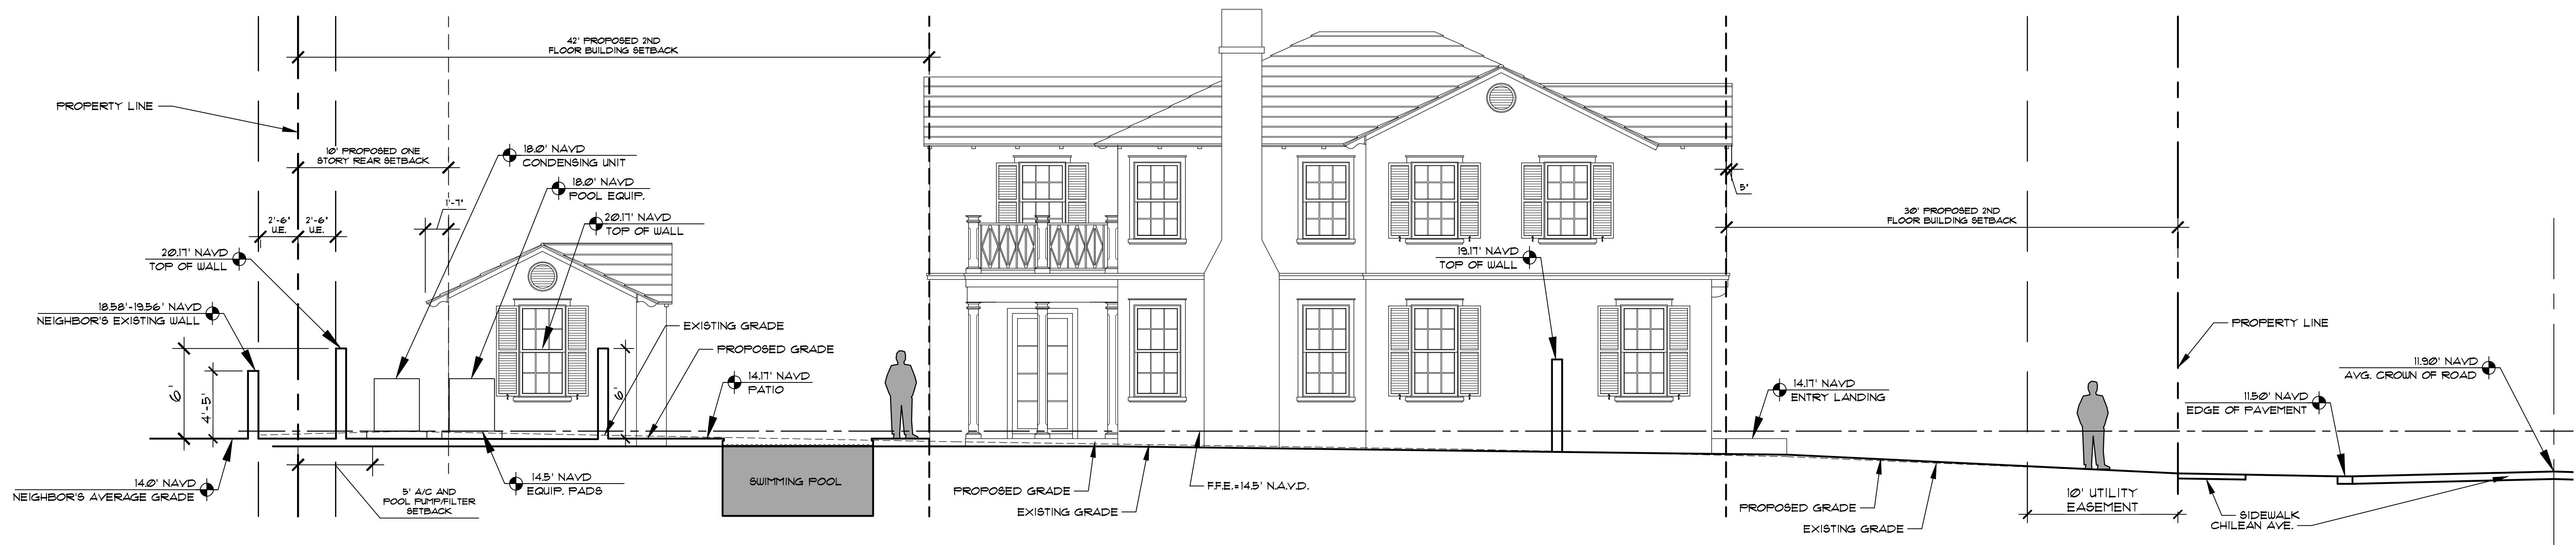 42' PROPOSED 2ND
FLOOR BUILDING SETBACK
PROPERTY LINE
10' PROPOSED ONE
STORY REAR SETBACK
18.0' NAVD
CONDENSING UNIT
18.0' NAVD
POOL EQUIP.
1'-7"
20.17' NAVD
TOP OF WALL
2'-6"
U.E.
2'-6"
U.E.
20.17' NAVD
TOP OF WALL
18.58'-19.56' NAVD
NEIGHBOR'S EXISTING WALL
6'
4'-5'
6'
EXISTING GRADE
PROPOSED GRADE
14.17' NAVD
PATIO
14.0' NAVD
NEIGHBOR'S AVERAGE GRADE
5' A/C AND
POOL PUMP/FILTER
SETBACK
14.5' NAVD
EQUIP. PADS
SWIMMING POOL
PROPOSED GRADE
EXISTING GRADE
F.F.E.=14.5' N.A.V.D.
19.17' NAVD
TOP OF WALL
5"
30' PROPOSED 2ND
FLOOR BUILDING SETBACK
14.17' NAVD
ENTRY LANDING
PROPERTY LINE
11.90' NAVD
AVG. CROWN OF ROAD
11.50' NAVD
EDGE OF PAVEMENT
PROPOSED GRADE
EXISTING GRADE
10' UTILITY
EASEMENT
SIDEWALK
CHILEAN AVE.